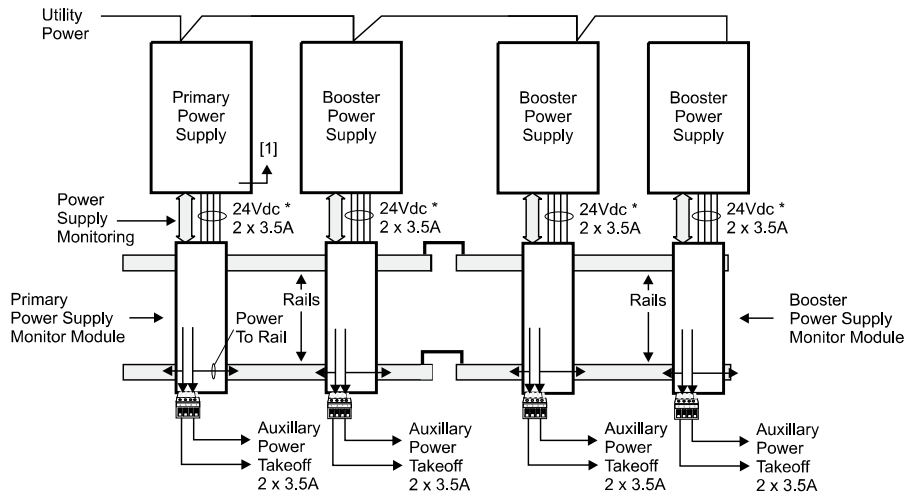 Utility
Power
Primary
Power
Supply
Booster
Power
Supply
Booster
Power
Supply
Booster
Power
Supply
[1]
Power
Supply
Monitoring
24Vdc *
2 x 3.5A
24Vdc *
2 x 3.5A
24Vdc *
2 x 3.5A
24Vdc *
2 x 3.5A
Primary
Power Supply
Monitor Module
Power
To Rail
Rails
Rails
Booster
Power Supply
Monitor Module
Auxillary
Power
Takeoff
2 x 3.5A
Auxillary
Power
Takeoff
2 x 3.5A
Auxillary
Power
Takeoff
2 x 3.5A
Auxillary
Power
Takeoff
2 x 3.5A